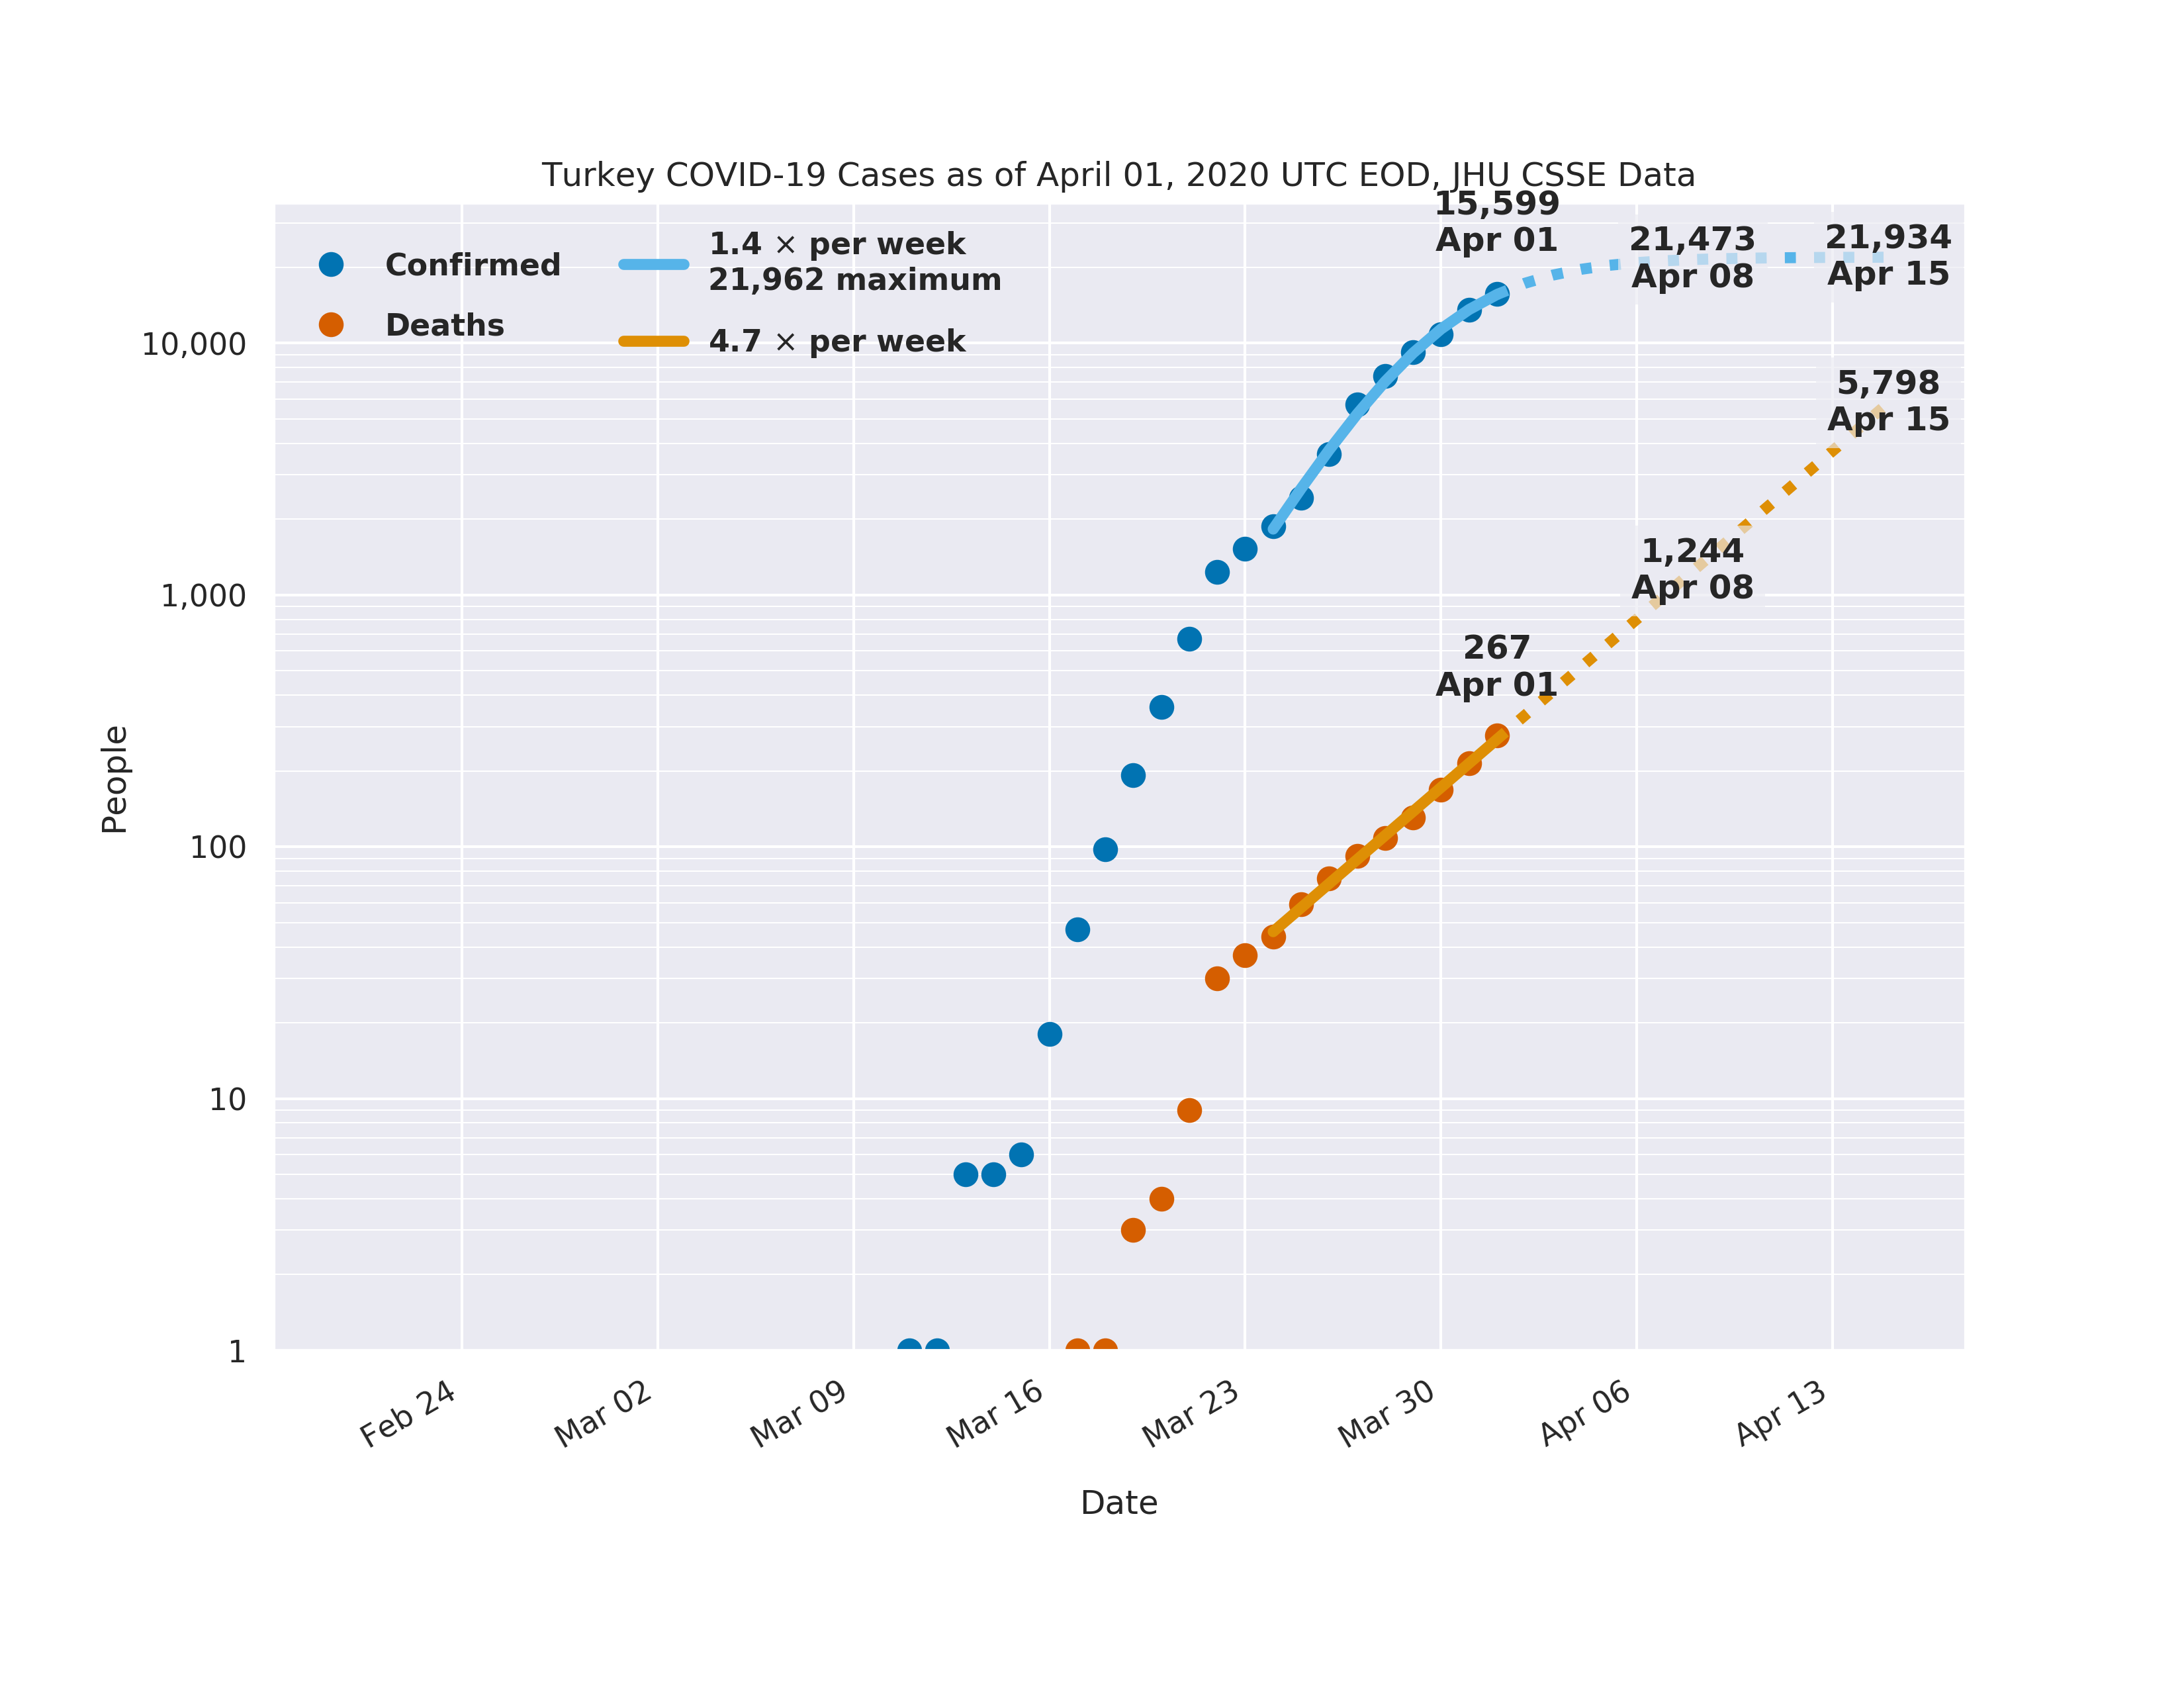 Turkey COVID-19 Cases as of April 01, 2020 UTC EOD, JHU CSSE Data
Confirmed
Deaths
1.4 × per week
21,962 maximum
4.7 × per week
15,599
Apr 01
21,473
Apr 08
21,934
Apr 15
5,798
Apr 15
1,244
Apr 08
267
Apr 01
People
10,000
1,000
100
10
1
Feb 24
Mar 02
Mar 09
Mar 16
Mar 23
Mar 30
Apr 06
Apr 13
Date